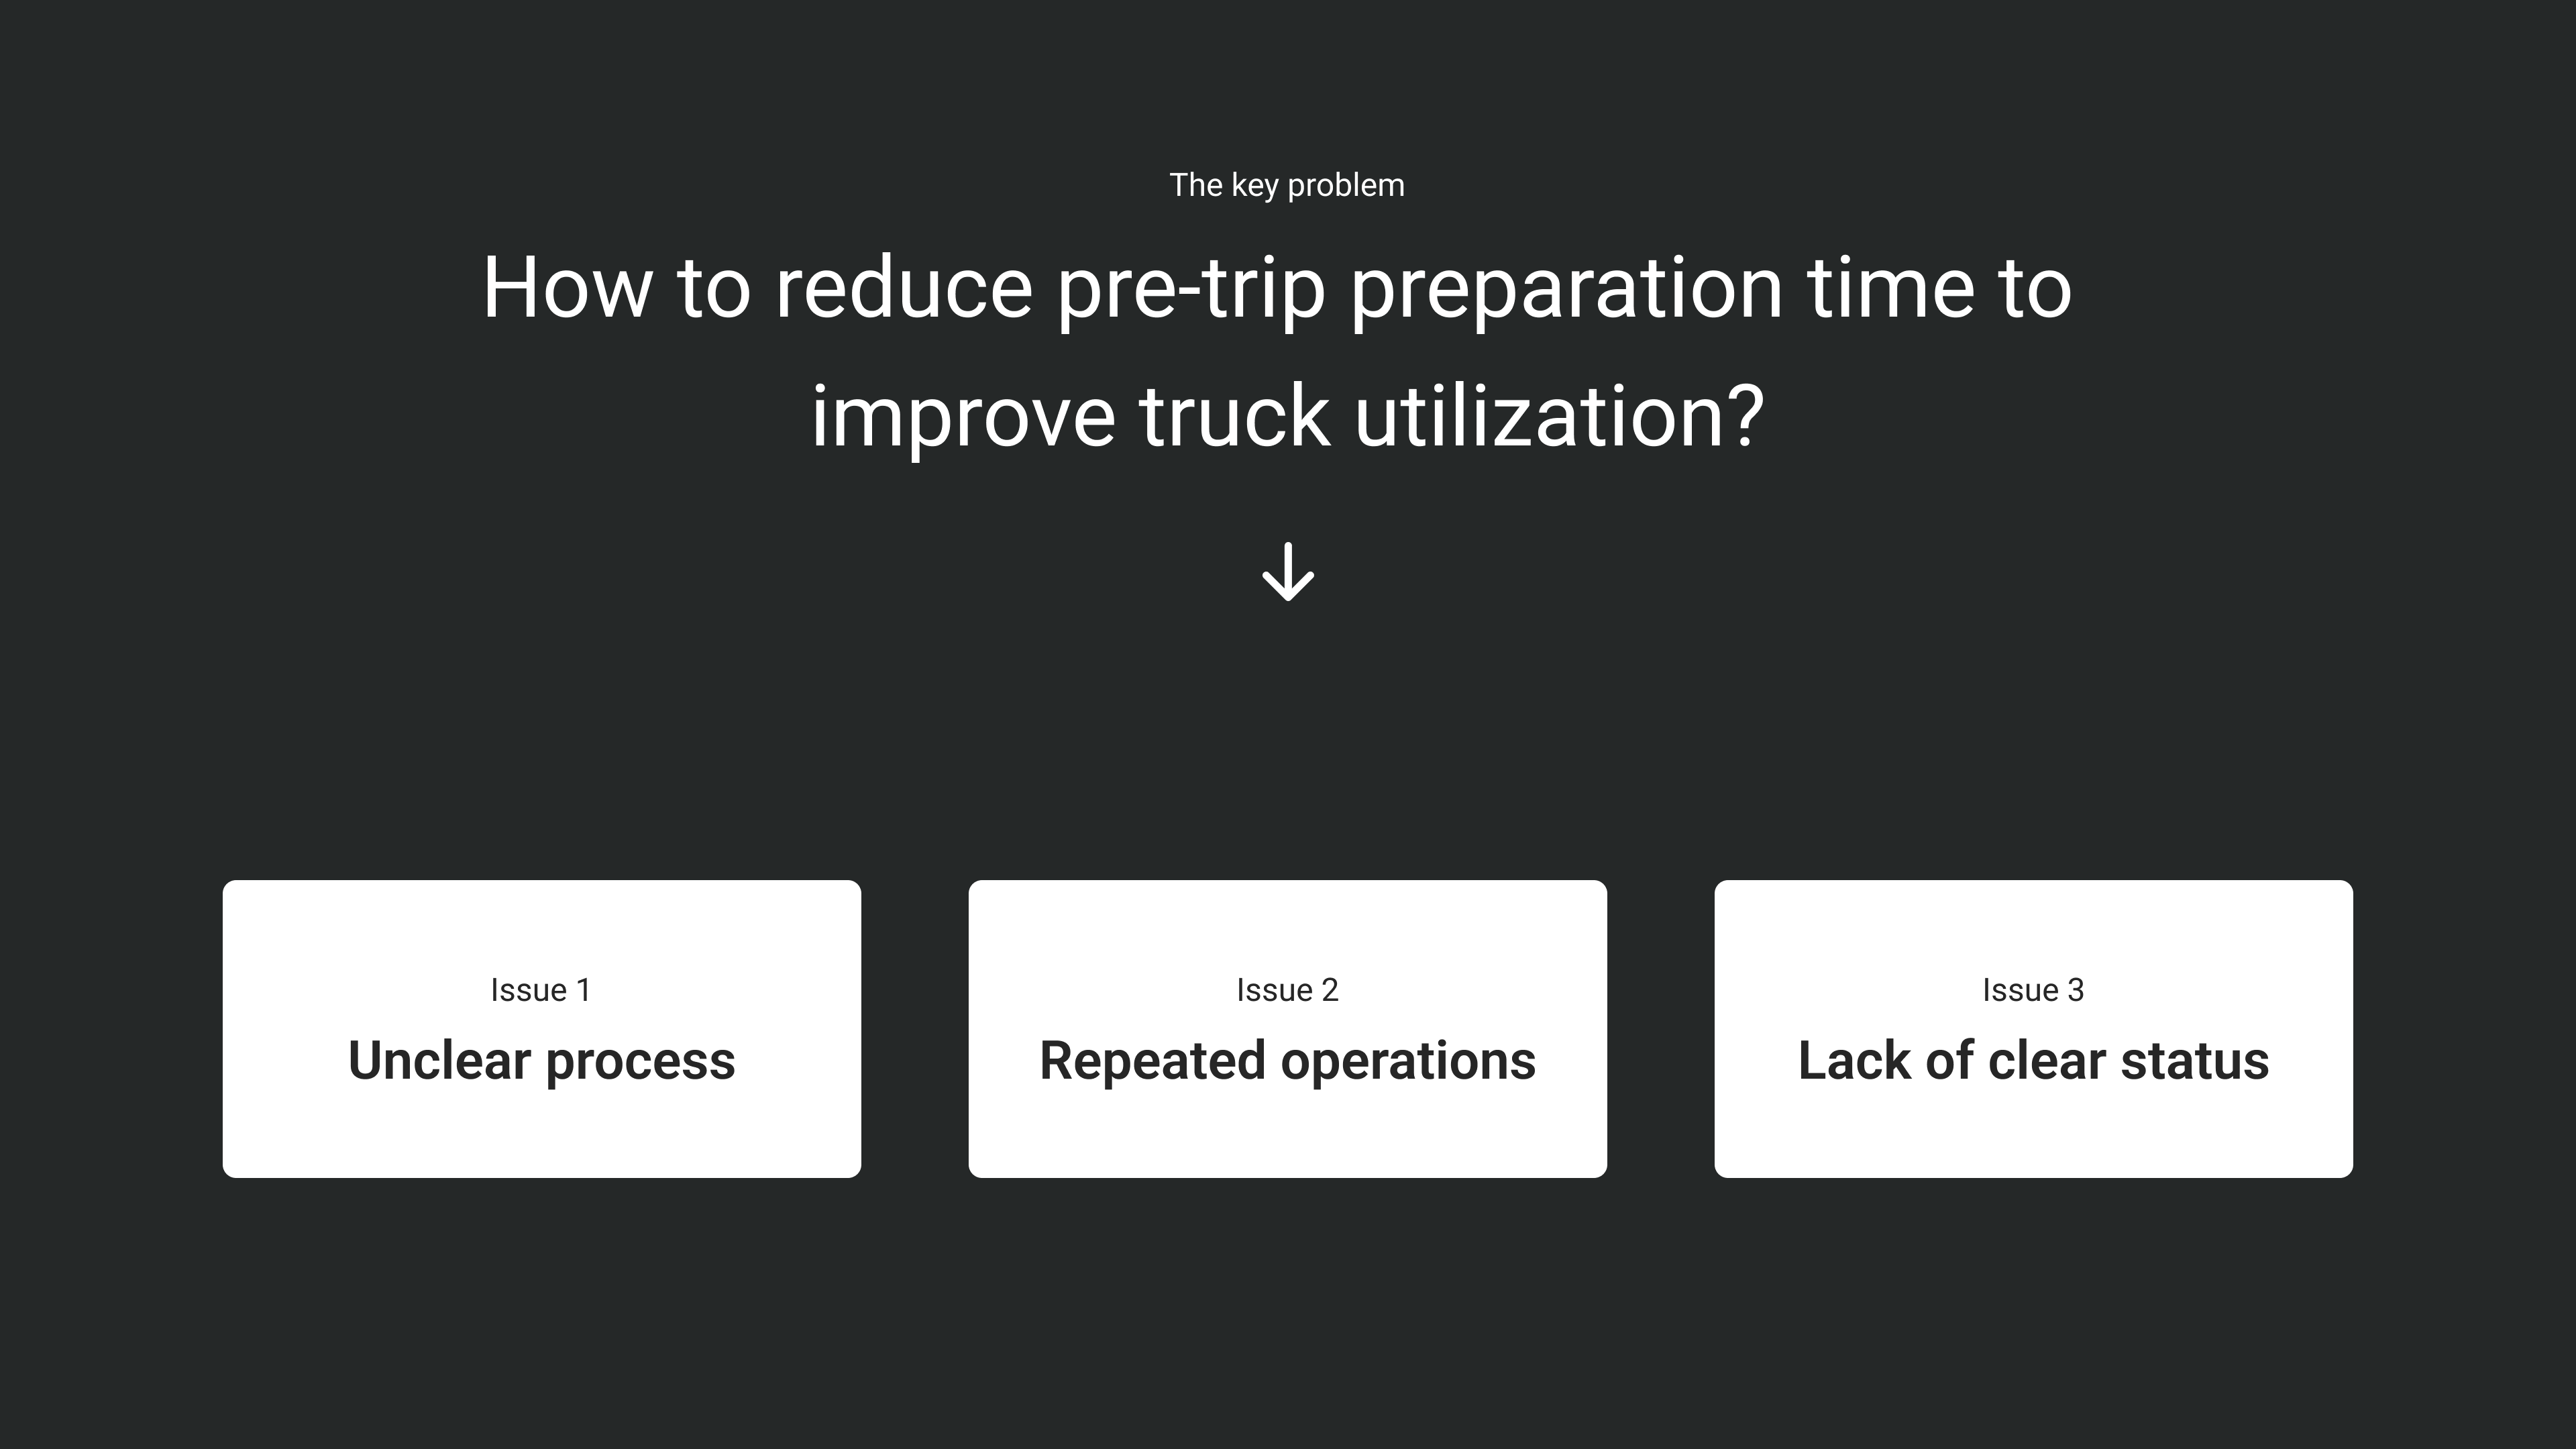 The key problem
How to reduce pre-trip preparation time to
improve truck utilization?
Issue 1
Unclear process
Issue 2
Repeated operations
Issue 3
Lack of clear status